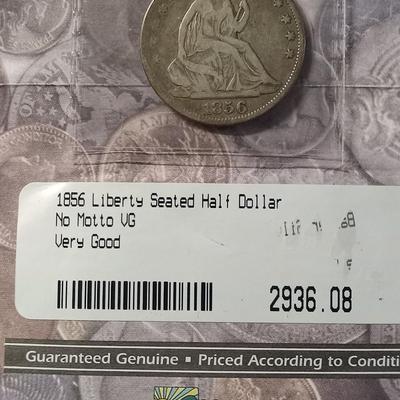 1856
1856 Liberty Seated Half Dollar
No Motto VG
Very Good
2936.08
Guaranteed Genuine ▪ Priced According to Conditi